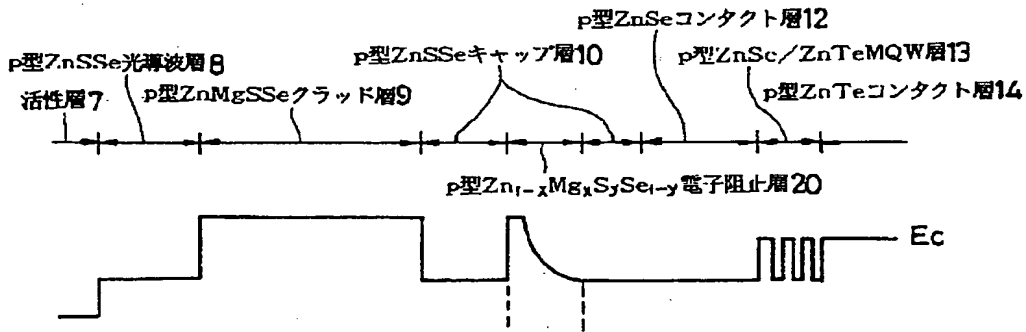 p型ZnSeコンタクト層12
p型ZnSSeキャップ層10
p型ZnSSe光導波層8
p型ZnSc/ZnTeMQW層13
p型ZnMgSSeクラッド層9
活性層7
p型ZnTeコンタクト層14
p型Zn₁₋ₓMgₓSᵧSe₁₋ᵧ電子阻止層20
Ec